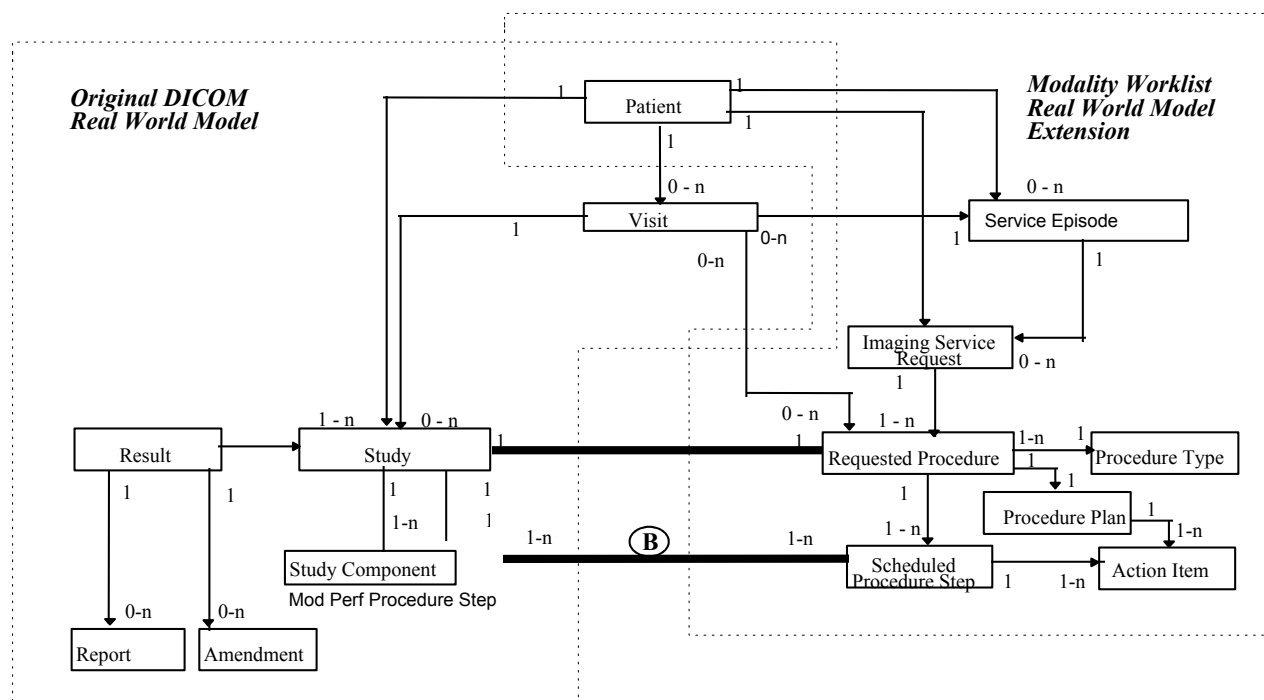 Original DICOM
Real World Model
Modality Worklist
Real World Model
Extension
1
Patient
1
1
1
0 - n
0 - n
1
Visit
0-n
1
Service Episode
0-n
1
Imaging Service
Request
0 - n
1
1 - n
0 - n
0 - n
1 - n
Result
Study
1
1
Requested Procedure
1-n
1
Procedure Type
1
1
1
1
1
1
1
1
Procedure Plan
1
1-n
1
1-n
1-n
B
1-n
1 - n
Study Component
Scheduled
Procedure Step
1
1-n
Action Item
Mod Perf Procedure Step
0-n
0-n
Report
Amendment